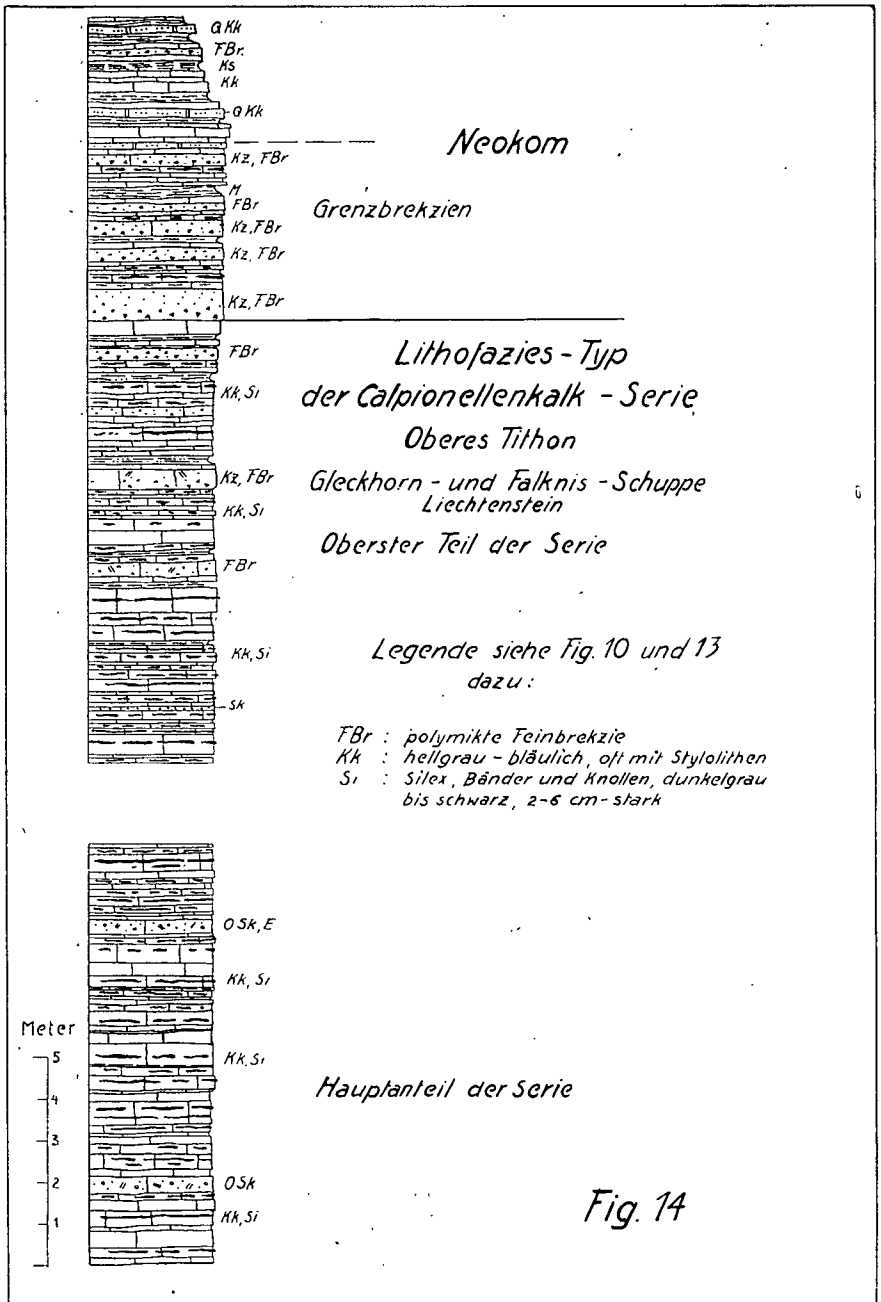 QKk
FBr.
Ks
Kk
QKk
Neokom
Kz, FBr
M
FBr
Grenzbrekzien
Kz, FBr
Kz, FBr
Kz, FBr
FBr
Lithofazies-Typ
Kk, Si
der Calpionellenkalk - Serie
Oberes Tithon
Kz, FBr
Gleckhorn- und Falknis-Schuppe
Liechtenstein
Kk, Si
Oberster Teil der Serie
FBr
Kk, Si
Legende siehe Fig. 10 und 13
dazu:
Sk
FBr : polymikte Feinbrekzie
Kk : hellgrau - bläulich, oft mit Stylolithen
Si : Silex, Bänder und Knollen, dunkelgrau
bis schwarz, 2-6 cm-stark
OSk, E
Kk, Si
Meter
5
Kk, Si
4
Hauptanteil der Serie
3
2
OSk
1
Kk, Si
Fig. 14